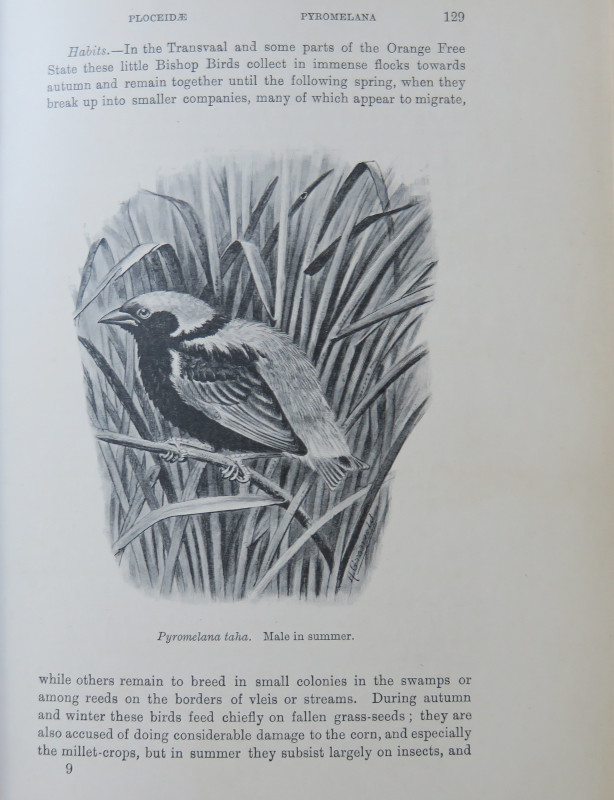 PLOCEIDÆ PYROMELANA 129
Habits.—In the Transvaal and some parts of the Orange Free
State these little Bishop Birds collect in immense flocks towards
autumn and remain together until the following spring, when they
break up into smaller companies, many of which appear to migrate,
Pyromelana taha. Male in summer.
while others remain to breed in small colonies in the swamps or
among reeds on the borders of vleis or streams. During autumn
and winter these birds feed chiefly on fallen grass-seeds; they are
also accused of doing considerable damage to the corn, and especially
the millet-crops, but in summer they subsist largely on insects, and
9